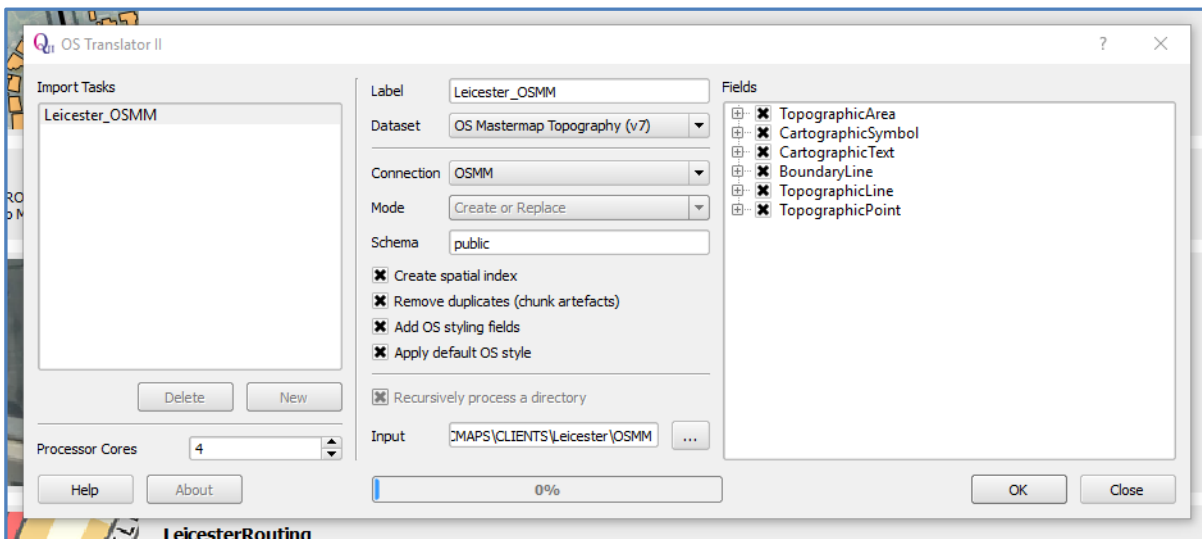 OS Translator II
?
Import Tasks
Leicester_OSMM
Delete
New
Processor Cores
4
Help
About
Label
Leicester_OSMM
Dataset
OS Mastermap Topography (v7)
Connection
OSMM
Mode
Create or Replace
Schema
public
Create spatial index
Remove duplicates (chunk artefacts)
Add OS styling fields
Apply default OS style
Recursively process a directory
Input
MAPS\CLIENTS\Leicester\OSMM
...
0%
Fields
TopographicArea
CartographicSymbol
CartographicText
BoundaryLine
TopographicLine
TopographicPoint
OK
Close
LeicesterRouting